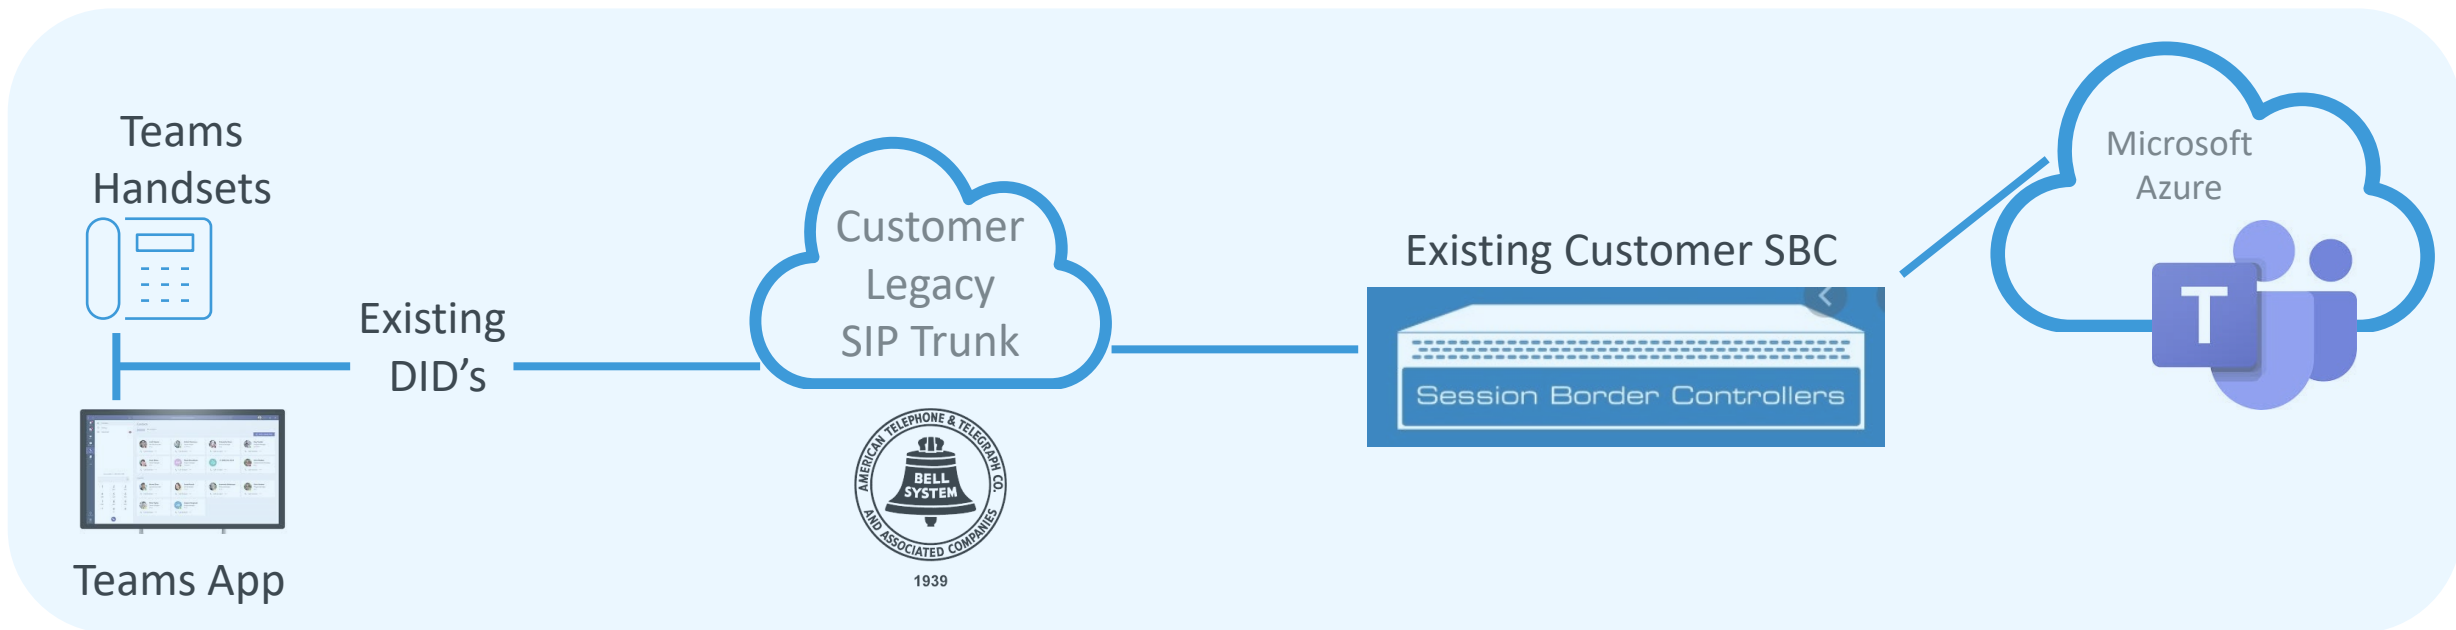 Teams
Handsets
Existing
DID's
Teams App
Customer
Legacy
SIP Trunk
AMERICAN TELEPHONE & TELEGRAPH CO.
BELL
SYSTEM
AND ASSOCIATED COMPANIES
1939
Existing Customer SBC
Session Border Controllers
Microsoft
Azure
T